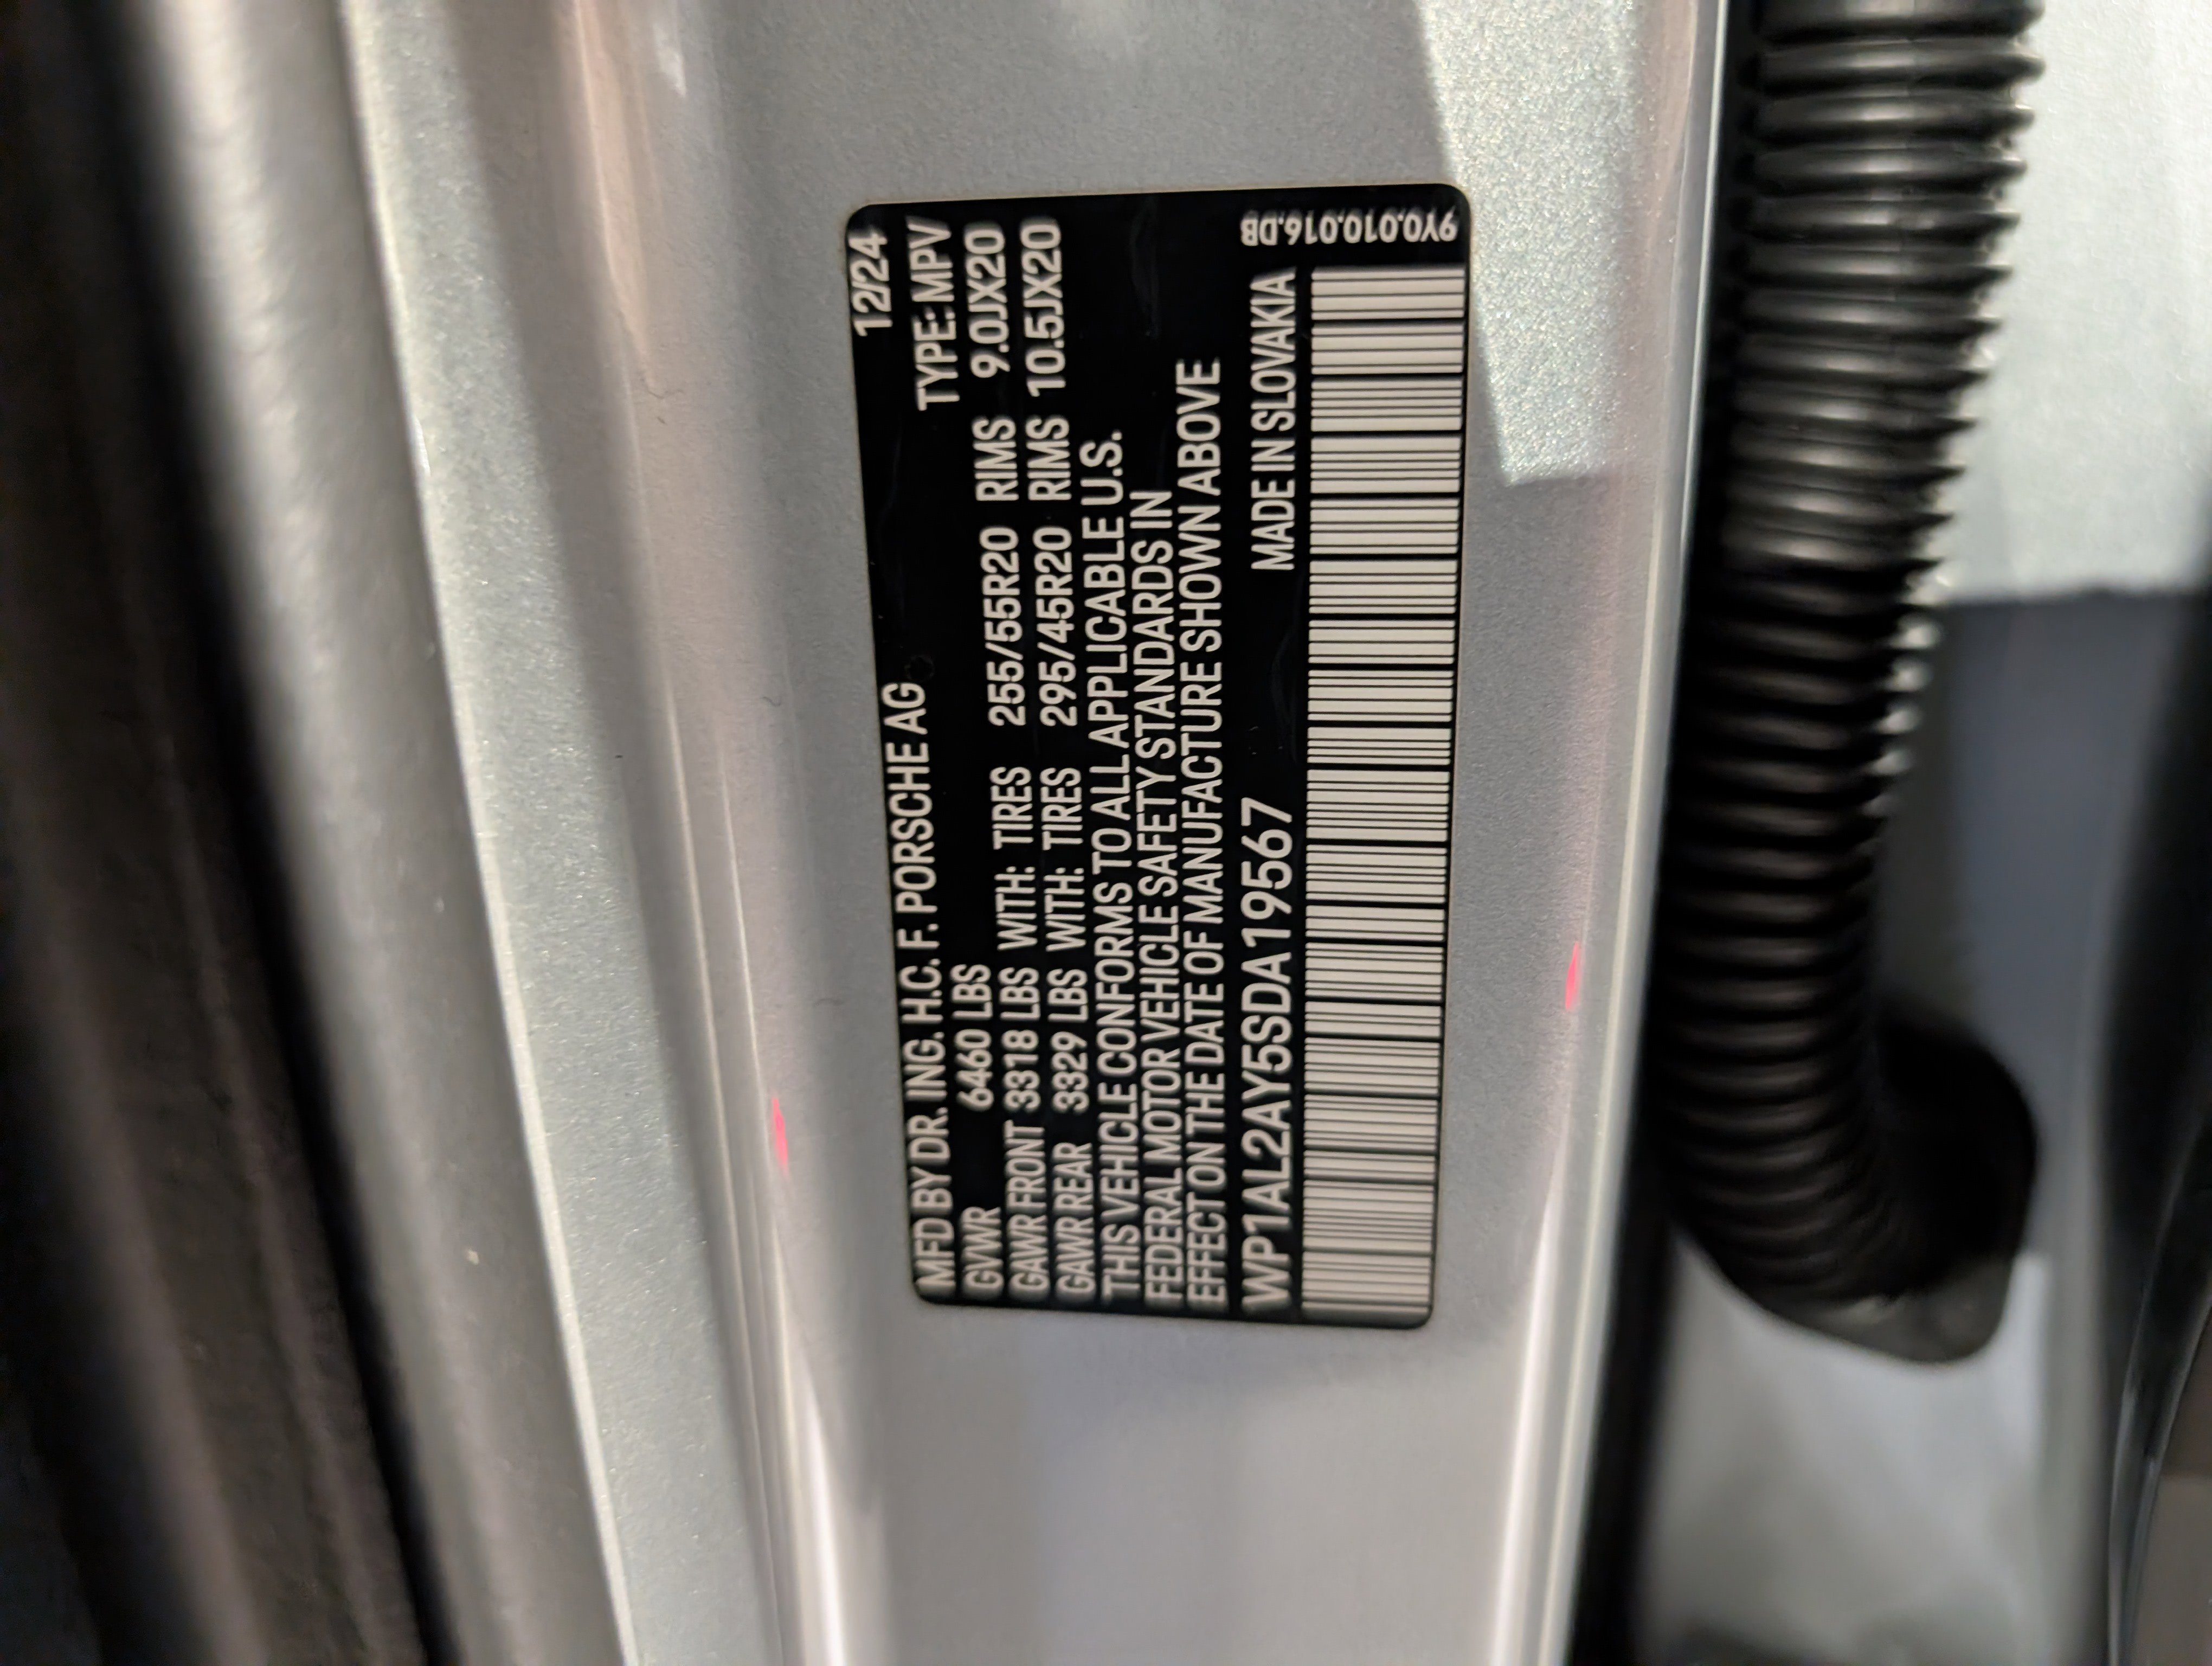 12/24
MFD BY DR. ING. H.C. F. PORSCHE AG
TYPE: MPV
GVWR 6460 LBS
GAWR FRONT 3318 LBS WITH: TIRES 255/55R20 RIMS 9.0JX20
GAWR REAR 3329 LBS WITH: TIRES 295/45R20 RIMS 10.5JX20
THIS VEHICLE CONFORMS TO ALL APPLICABLE U.S.
FEDERAL MOTOR VEHICLE SAFETY STANDARDS IN
EFFECT ON THE DATE OF MANUFACTURE SHOWN ABOVE
WP1AL2AY5SDA19567 MADE IN SLOVAKIA
9Y0.010.016.DB